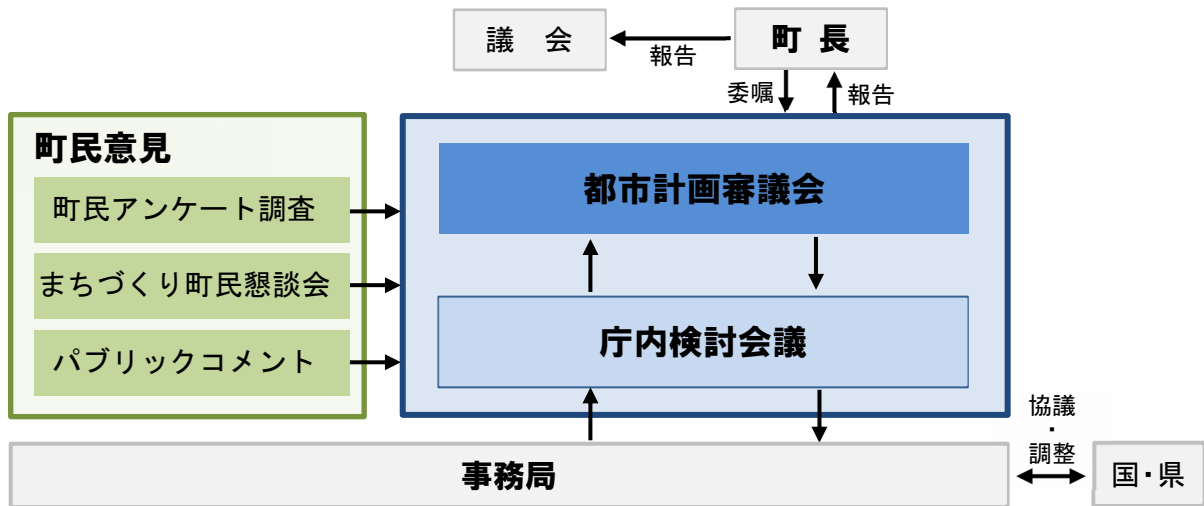 議　会
町 長
報告
委嘱
報告
町民意見
町民アンケート調査
まちづくり町民懇談会
パブリックコメント
都市計画審議会
庁内検討会議
事務局
協議
・
調整
国・県